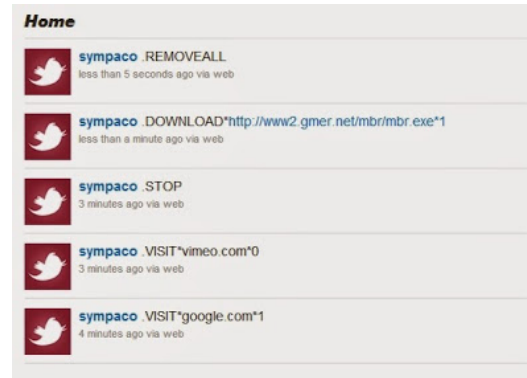 Home
sympaco .REMOVEALL
less than 5 seconds ago via web
sympaco .DOWNLOAD*http://www2.gmer.net/mbr/mbr.exe*1
less than a minute ago via web
sympaco .STOP
3 minutes ago via web
sympaco .VISIT*vimeo.com*0
3 minutes ago via web
sympaco .VISIT*google.com*1
4 minutes ago via web